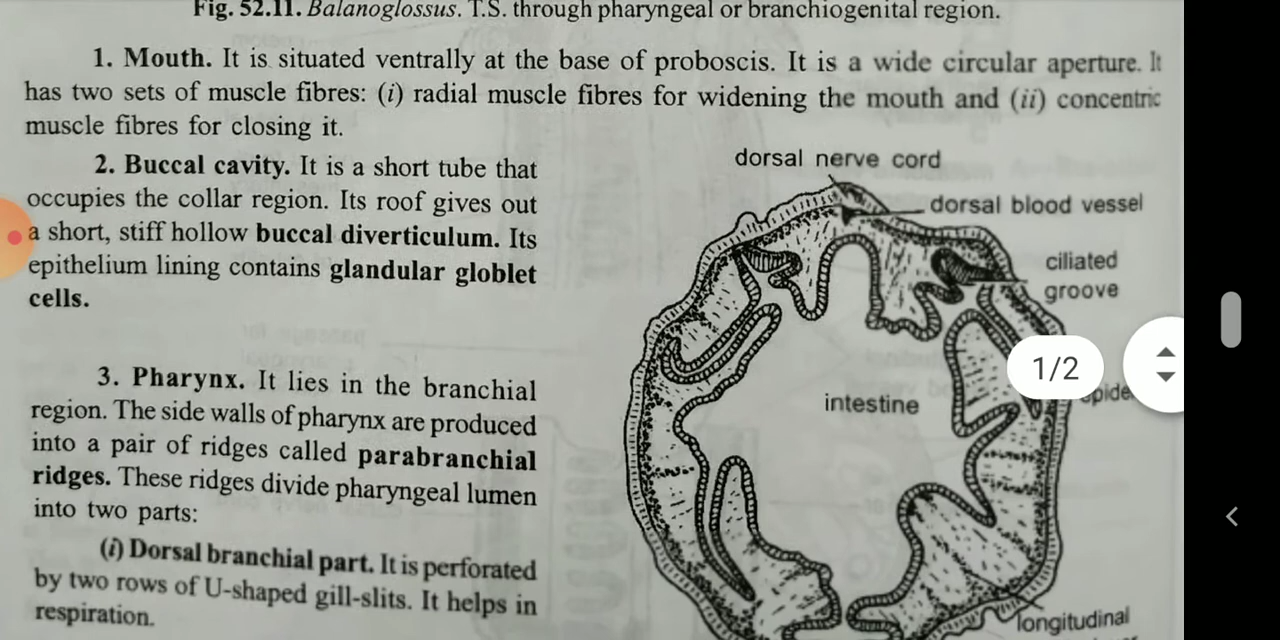 Fig. 52.11. Balanoglossus. T.S. through pharyngeal or branchiogenital region.
1. Mouth. It is situated ventrally at the base of proboscis. It is a wide circular aperture. It
has two sets of muscle fibres: (i) radial muscle fibres for widening the mouth and (ii) concentric
muscle fibres for closing it.
2. Buccal cavity. It is a short tube that
occupies the collar region. Its roof gives out
a short, stiff hollow buccal diverticulum. Its
epithelium lining contains glandular globlet
cells.
3. Pharynx. It lies in the branchial
region. The side walls of pharynx are produced
into a pair of ridges called parabranchial
ridges. These ridges divide pharyngeal lumen
into two parts:
(i) Dorsal branchial part. It is perforated
by two rows of U-shaped gill-slits. It helps in
respiration.
dorsal nerve cord
dorsal blood vessel
ciliated
groove
1/2
intestine
longitudinal